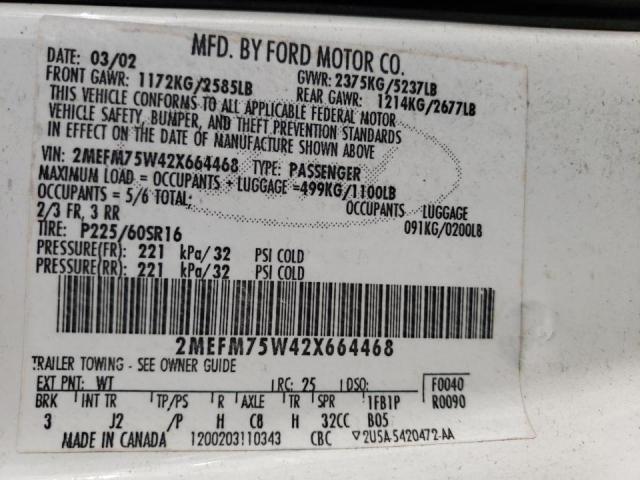 MFD. BY FORD MOTOR CO.
DATE: 03/02 GVWR: 2375KG/5237LB
FRONT GAWR: 1172KG/2585LB REAR GAWR: 1214KG/2677LB
THIS VEHICLE CONFORMS TO ALL APPLICABLE FEDERAL MOTOR
VEHICLE SAFETY, BUMPER, AND THEFT PREVENTION STANDARDS
IN EFFECT ON THE DATE OF MANUFACTURE SHOWN ABOVE
VIN: 2MEFM75W42X664468 TYPE: PASSENGER
MAXIMUM LOAD = OCCUPANTS + LUGGAGE =499KG/1100LB
OCCUPANTS = 5/6 TOTAL; OCCUPANTS LUGGAGE
2/3 FR, 3 RR 091KG/0200LB
TIRE: P225/60SR16
PRESSURE(FR): 221 kPa/32 PSI COLD
PRESSURE(RR): 221 kPa/32 PSI COLD
2MEFM75W42X664468
TRAILER TOWING - SEE OWNER GUIDE
EXT PNT: WT RC: 25 DSO: F0040
BRK INT TR TP/PS R AXLE TR SPR 1FB1P R0090
3 J2 /P H C8 H 32CC B05
MADE IN CANADA 1200203110343 CBC ▽2U5A-5420472-AA